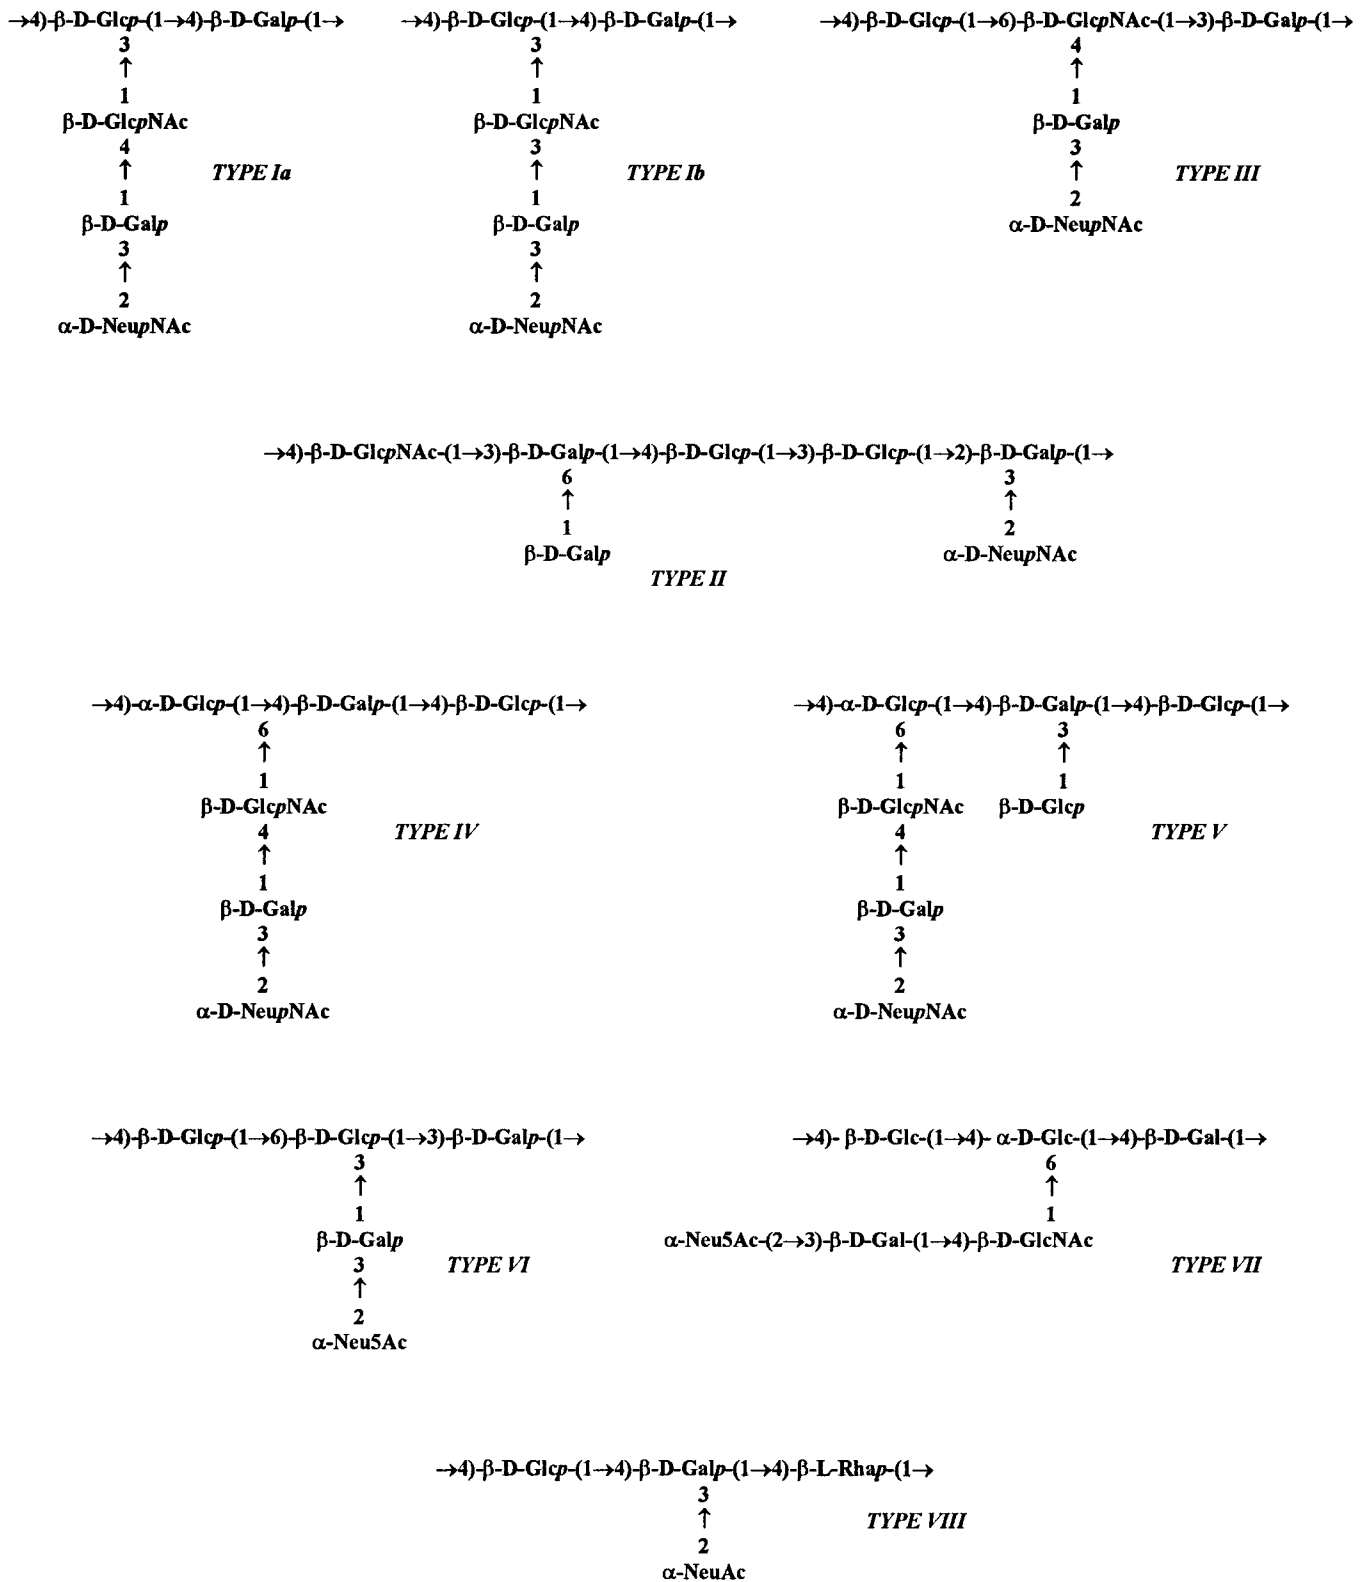 →4)-β-D-Glcp-(1→4)-β-D-Galp-(1→ →4)-β-D-Glcp-(1→4)-β-D-Galp-(1→ →4)-β-D-Glcp-(1→6)-β-D-GlcpNAc-(1→3)-β-D-Galp-(1→
3 3 4
↑ ↑ ↑
1 1 1
β-D-GlcpNAc β-D-GlcpNAc β-D-Galp
4 3 3
↑ TYPE Ia ↑ TYPE Ib ↑ TYPE III
1 1 2
β-D-Galp β-D-Galp α-D-NeupNAc
3 3
↑ ↑
2 2
α-D-NeupNAc α-D-NeupNAc
→4)-β-D-GlcpNAc-(1→3)-β-D-Galp-(1→4)-β-D-Glcp-(1→3)-β-D-Glcp-(1→2)-β-D-Galp-(1→
6 3
↑ ↑
1 2
β-D-Galp α-D-NeupNAc
TYPE II
→4)-α-D-Glcp-(1→4)-β-D-Galp-(1→4)-β-D-Glcp-(1→ →4)-α-D-Glcp-(1→4)-β-D-Galp-(1→4)-β-D-Glcp-(1→
6 6 3
↑ ↑ ↑
1 1 1
β-D-GlcpNAc β-D-GlcpNAc β-D-Glcp
4 TYPE IV 4 TYPE V
↑ ↑
1 1
β-D-Galp β-D-Galp
3 3
↑ ↑
2 2
α-D-NeupNAc α-D-NeupNAc
→4)-β-D-Glcp-(1→6)-β-D-Glcp-(1→3)-β-D-Galp-(1→ →4)- β-D-Glc-(1→4)- α-D-Glc-(1→4)-β-D-Gal-(1→
3 6
↑ ↑
1 1
β-D-Galp α-Neu5Ac-(2→3)-β-D-Gal-(1→4)-β-D-GlcNAc
3 TYPE VI TYPE VII
↑
2
α-Neu5Ac
→4)-β-D-Glcp-(1→4)-β-D-Galp-(1→4)-β-L-Rhap-(1→
3
↑ TYPE VIII
2
α-NeuAc